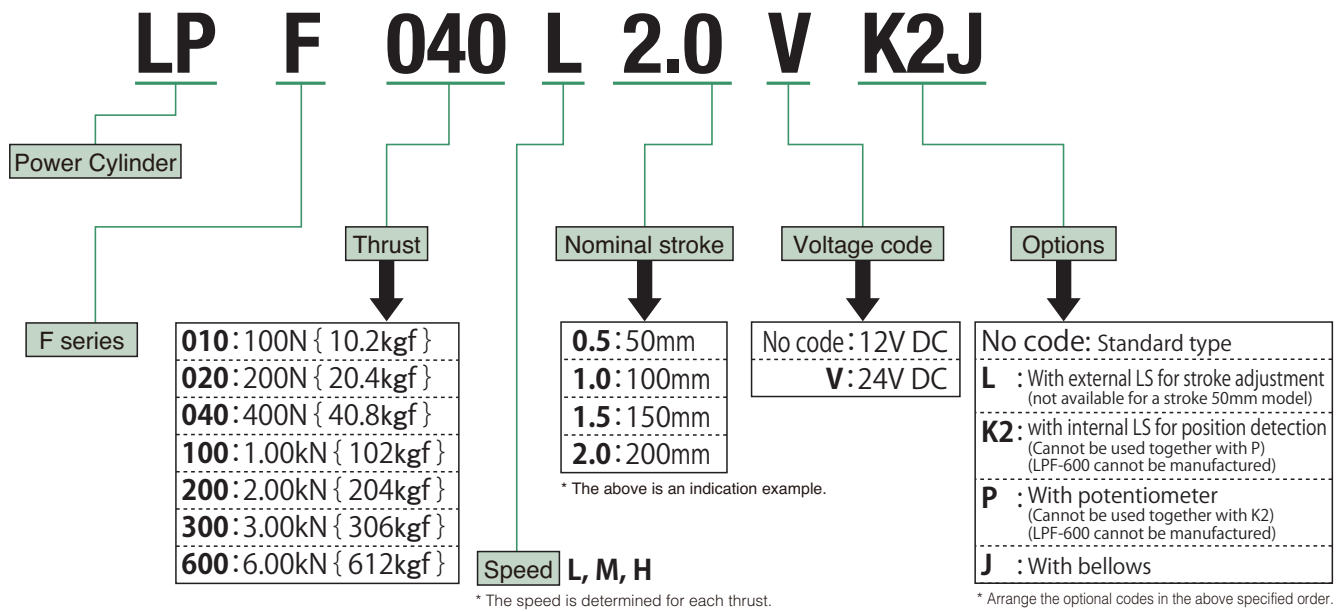 LP F 040 L 2.0 V K2J
Power Cylinder
F series
Thrust
010:100N { 10.2kgf }
020:200N { 20.4kgf }
040:400N { 40.8kgf }
100:1.00kN { 102kgf }
200:2.00kN { 204kgf }
300:3.00kN { 306kgf }
600:6.00kN { 612kgf }
Speed L, M, H
* The speed is determined for each thrust.
Nominal stroke
0.5:50mm
1.0:100mm
1.5:150mm
2.0:200mm
* The above is an indication example.
Voltage code
No code:12V DC
V:24V DC
Options
No code: Standard type
L : With external LS for stroke adjustment
(not available for a stroke 50mm model)
K2: with internal LS for position detection
(Cannot be used together with P)
(LPF-600 cannot be manufactured)
P : With potentiometer
(Cannot be used together with K2)
(LPF-600 cannot be manufactured)
J : With bellows
* Arrange the optional codes in the above specified order.